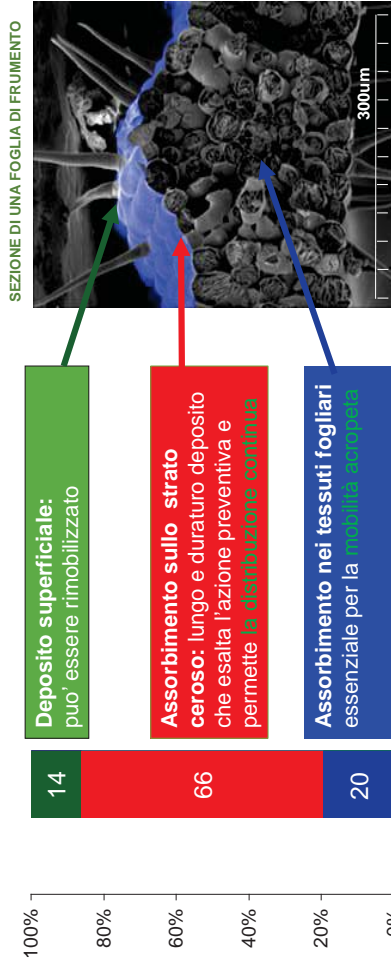 SEZIONE DI UNA FOGLIA DI FRUMENTO
100%
80%
60%
40%
20%
0%
14
66
20
Deposito superficiale:
puo' essere rimobilizzato
Assorbimento sullo strato
ceroso: lungo e duraturo deposito
che esalta l'azione preventiva e
permette la distribuzione continua
Assorbimento nei tessuti fogliari
essenziale per la mobilità acropeta
300um